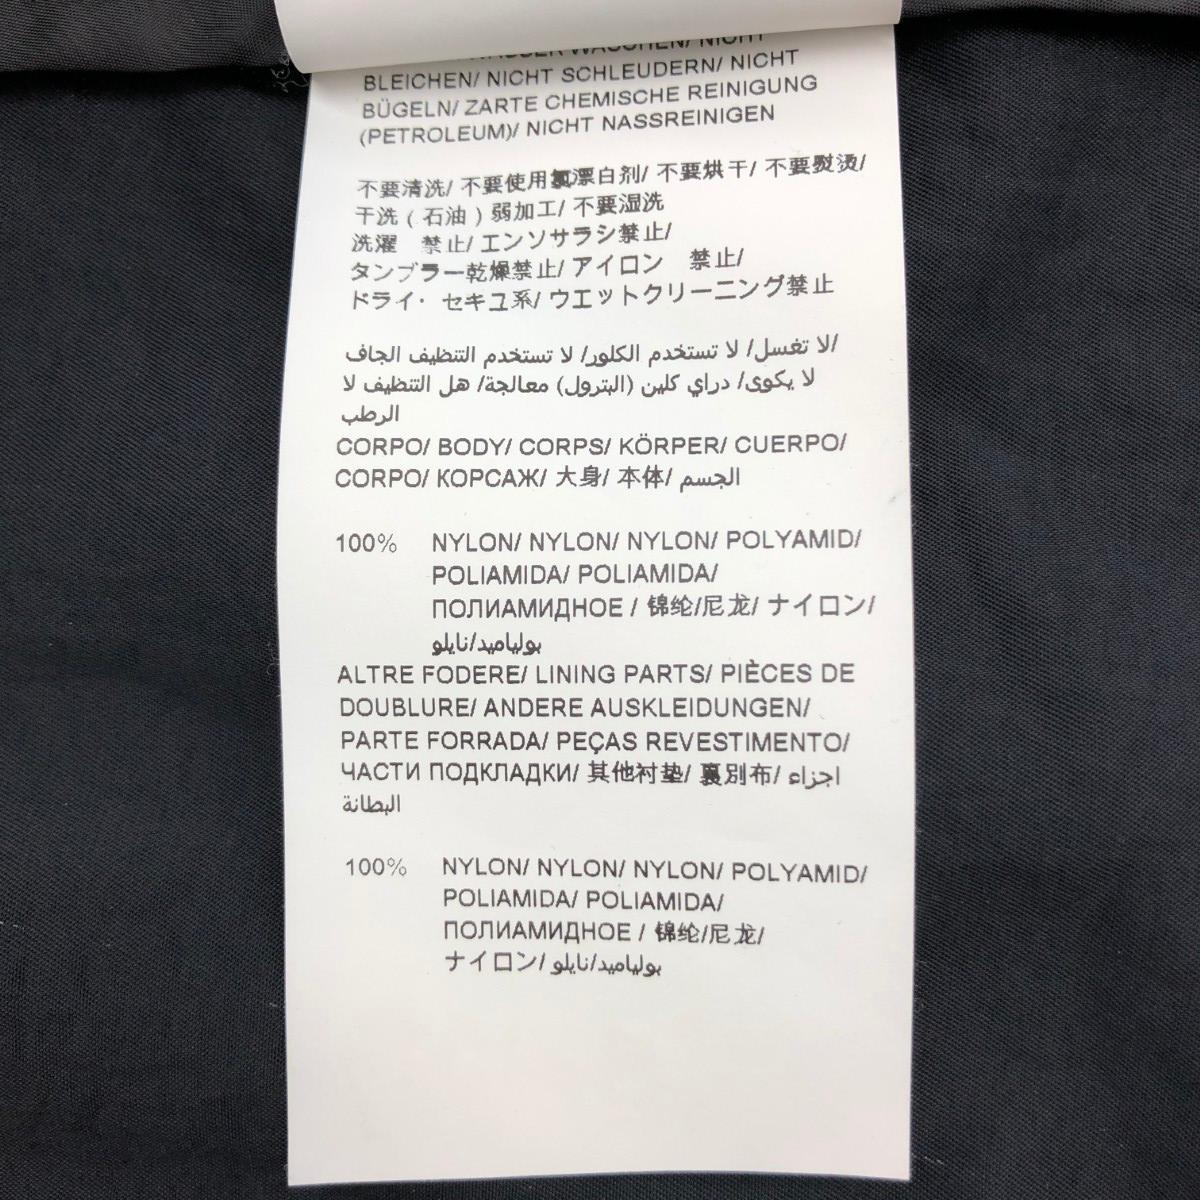 WASCHEN/ NICHT
BLEICHEN/ NICHT SCHLEUDERN/ NICHT
BÜGELN/ ZARTE CHEMISCHE REINIGUNG
(PETROLEUM)/ NICHT NASSREINIGEN
不要清洗/ 不要使用氯漂白剂/ 不要烘干/ 不要熨烫/
干洗 ( 石油 ) 弱加工/ 不要湿洗
洗濯　禁止/ エンソサラシ禁止/
タンブラー乾燥禁止/ アイロン　禁止/
ドライ・ セキユ系/ ウエットクリーニング禁止
لا تغسل/ لا تستخدم الكلور/ لا تستخدم التنظيف الجاف/
لا يكوى/ دراي كلين (البترول) معالجة/ هل التنظيف لا
الرطب
CORPO/ BODY/ CORPS/ KÖRPER/ CUERPO/
CORPO/ КОРСАЖ/ 大身/ 本体/ الجسم
100% NYLON/ NYLON/ NYLON/ POLYAMID/
POLIAMIDA/ POLIAMIDA/
ПОЛИАМИДНОЕ / 锦纶/尼龙/ ナイロン/
بولياميد/نايلو
ALTRE FODERE/ LINING PARTS/ PIÈCES DE
DOUBLURE/ ANDERE AUSKLEIDUNGEN/
PARTE FORRADA/ PEÇAS REVESTIMENTO/
ЧАСТИ ПОДКЛАДКИ/ 其他衬垫/ 裏別布/ اجزاء
البطانة
100% NYLON/ NYLON/ NYLON/ POLYAMID/
POLIAMIDA/ POLIAMIDA/
ПОЛИАМИДНОЕ / 锦纶/尼龙/
ナイロン/ بولياميد/نايلو